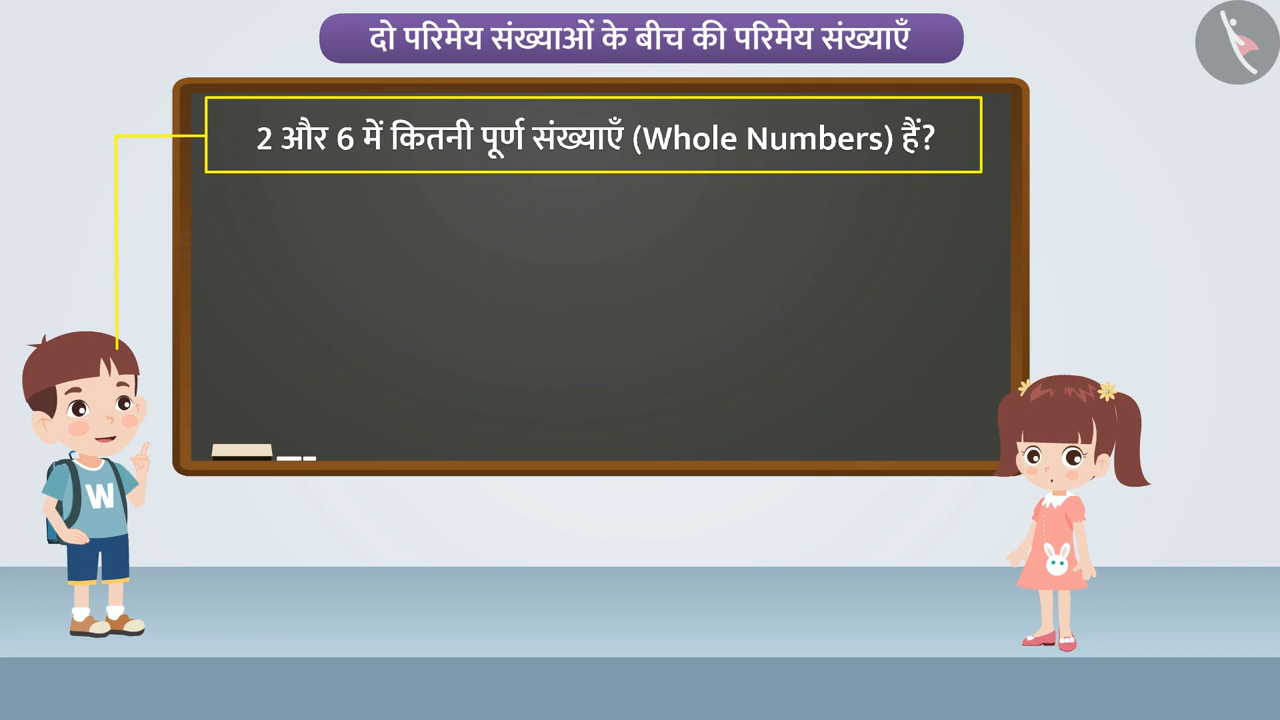 दो परिमेय संख्याओं के बीच की परिमेय संख्याएँ
2 और 6 में कितनी पूर्ण संख्याएँ (Whole Numbers) हैं?
W